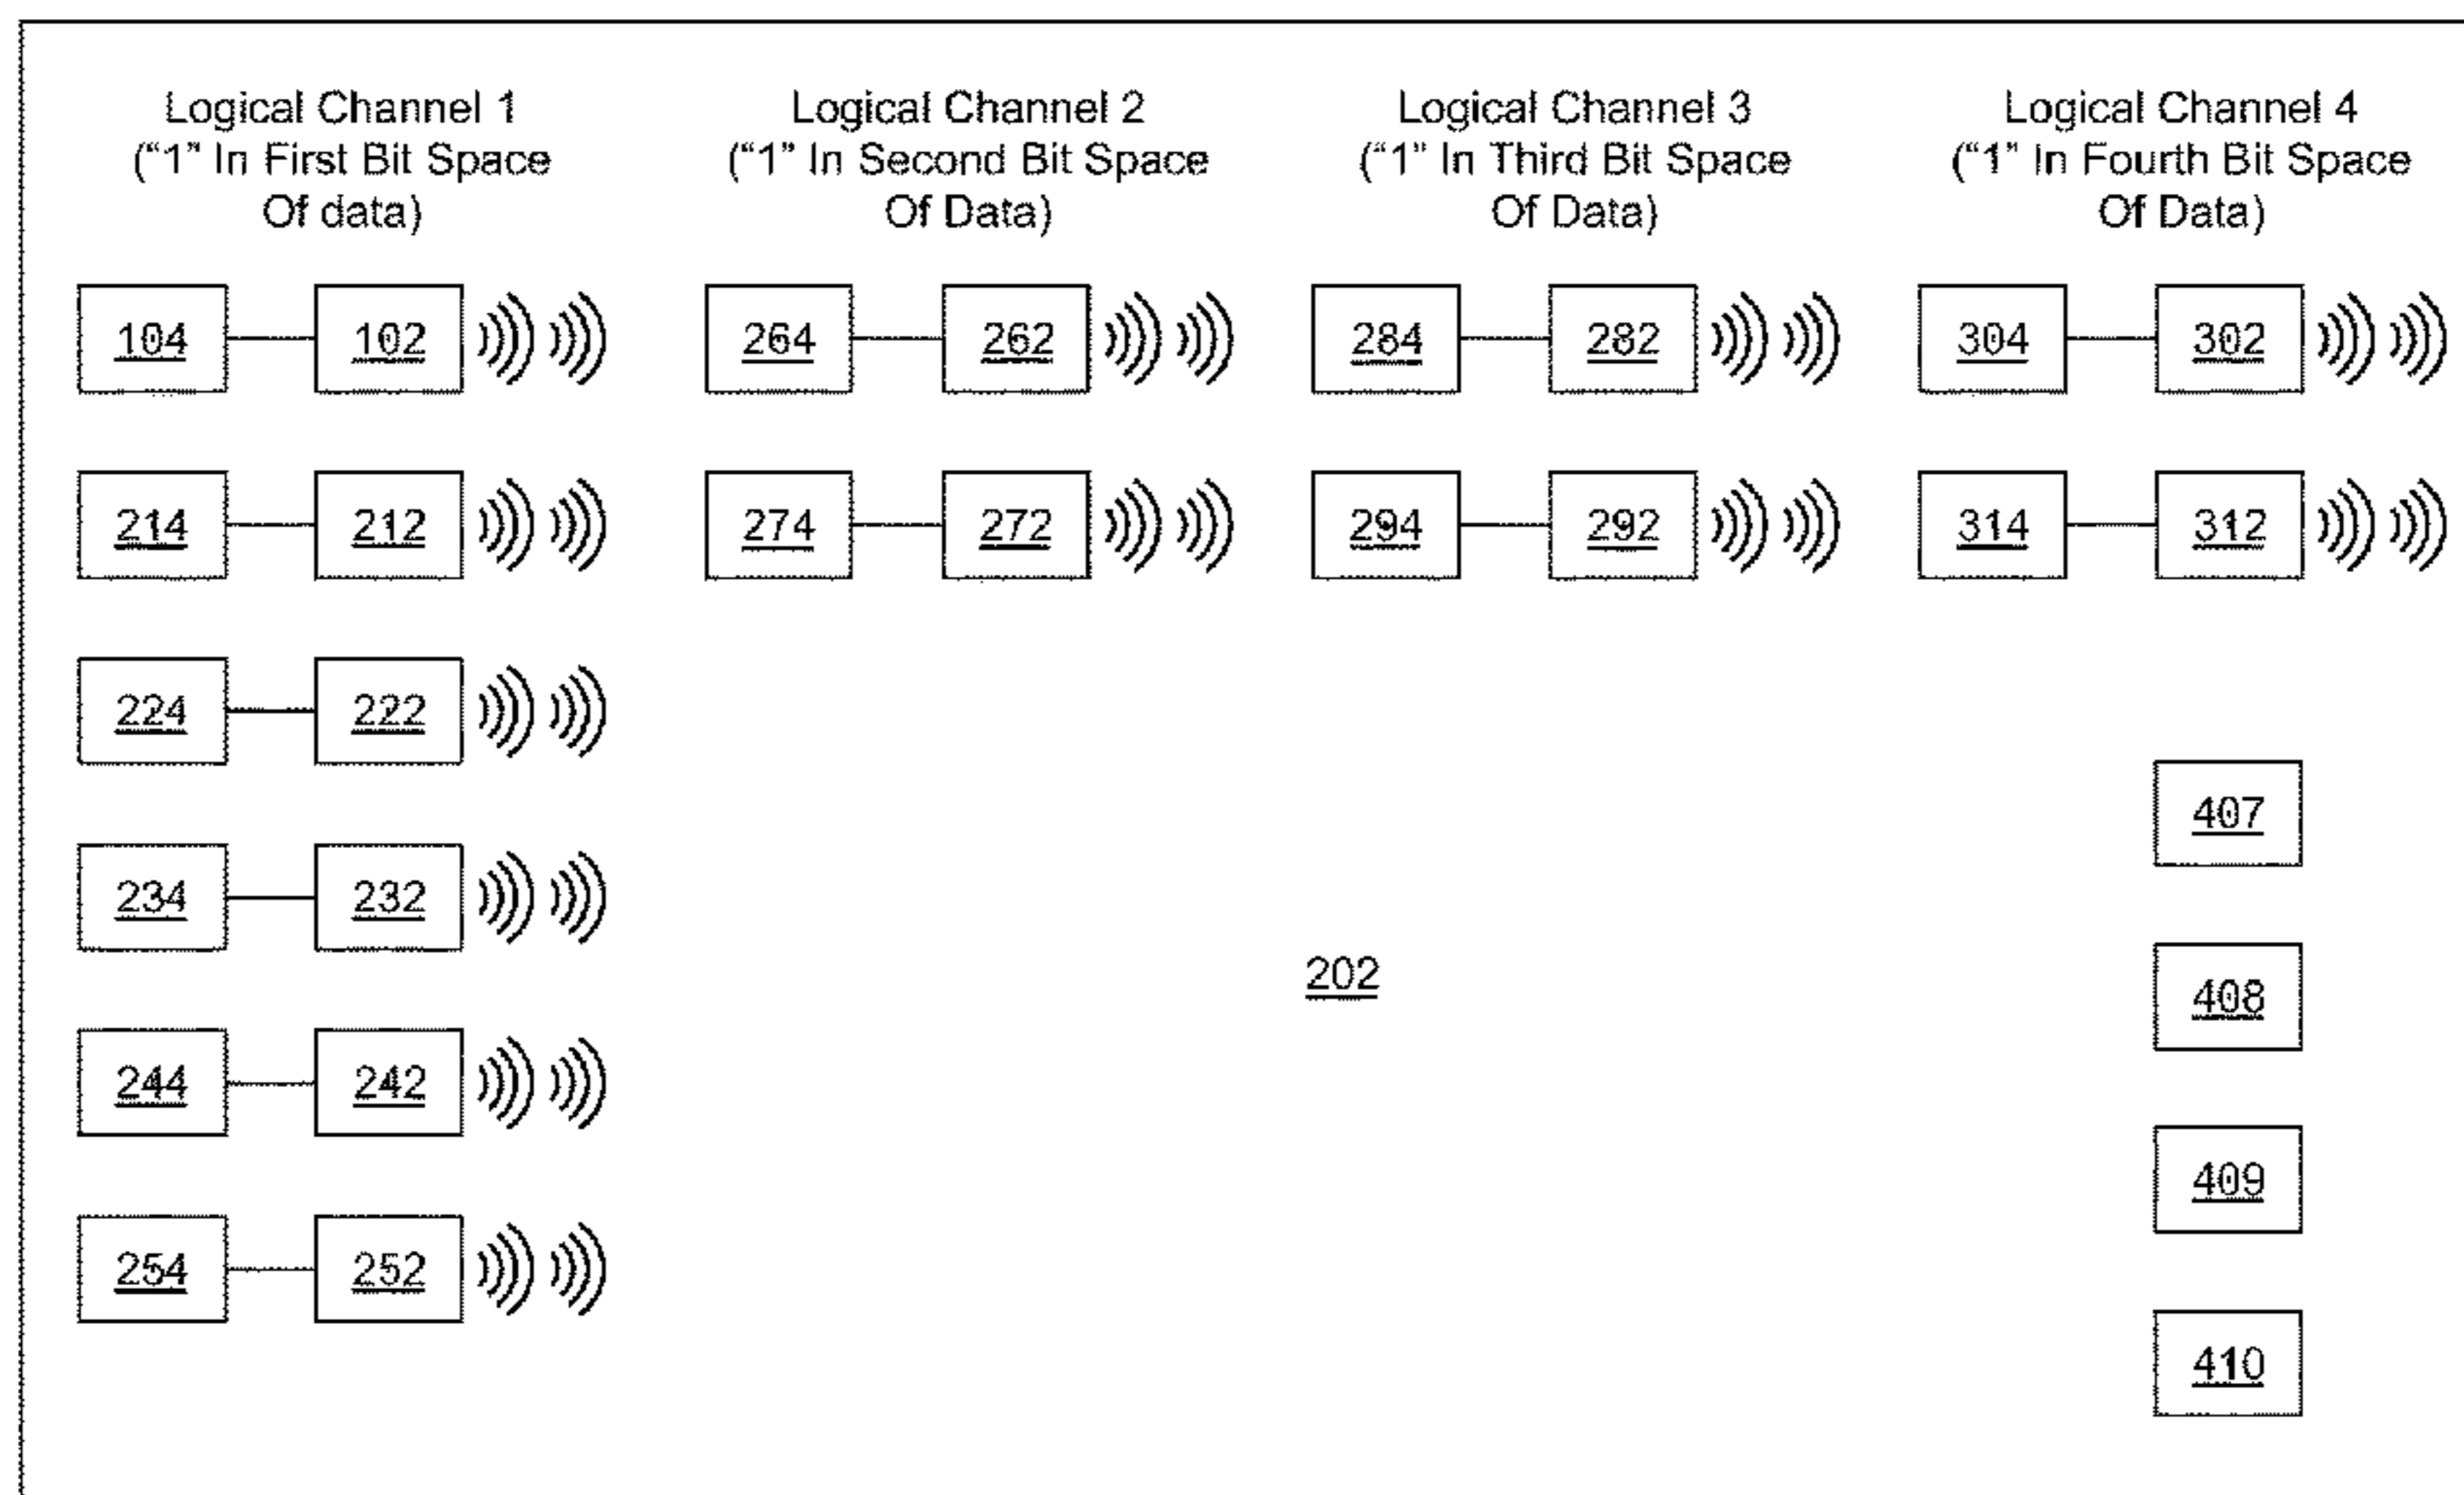 Logical Channel 1
("1" In First Bit Space
Of data)
Logical Channel 2
("1" In Second Bit Space
Of Data)
Logical Channel 3
("1" In Third Bit Space
Of Data)
Logical Channel 4
("1" In Fourth Bit Space
Of Data)
104 102 264 262 284 282 304 302
214 212 274 272 294 292 314 312
224 222
407
234 232
202
408
244 242
409
254 252
410